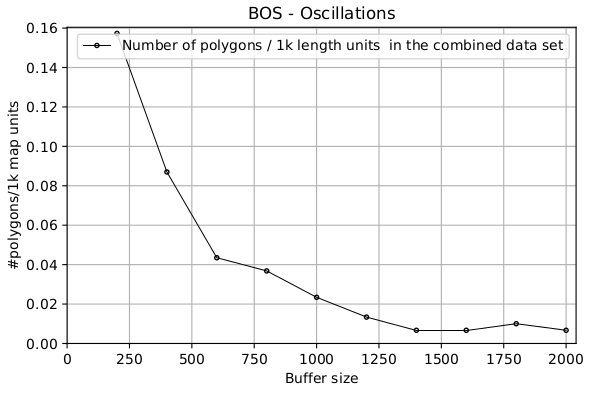 BOS - Oscillations
Number of polygons / 1k length units  in the combined data set
#polygons/1k map units
0.16
0.14
0.12
0.10
0.08
0.06
0.04
0.02
0.00
0 250 500 750 1000 1250 1500 1750 2000
Buffer size